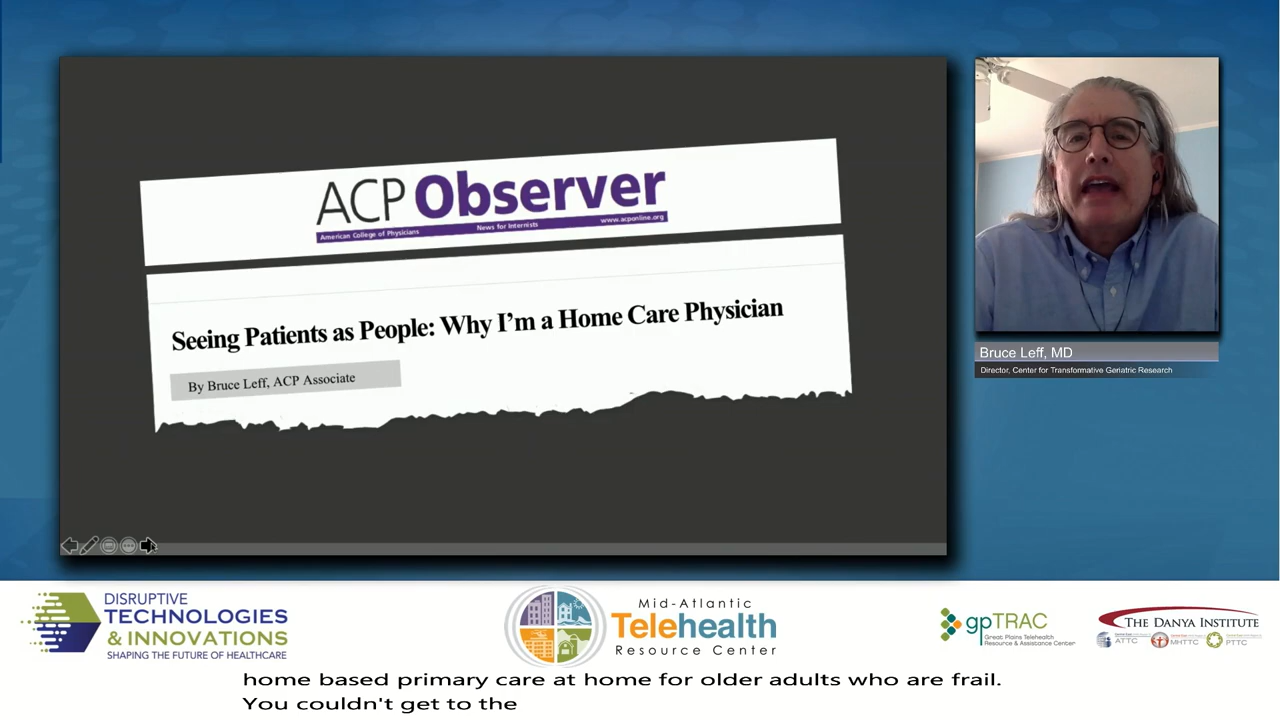 ACP Observer
American College of Physicians News for Internists www.acponline.org
Seeing Patients as People: Why I'm a Home Care Physician
By Bruce Leff, ACP Associate
Bruce Leff, MD
Director, Center for Transformative Geriatric Research
DISRUPTIVE
TECHNOLOGIES
& INNOVATIONS
SHAPING THE FUTURE OF HEALTHCARE
Mid-Atlantic
Telehealth
Resource Center
gpTRAC
Great Plains Telehealth
Resource & Assistance Center
THE DANYA INSTITUTE
ATTC MHTTC PTTC
home based primary care at home for older adults who are frail.
You couldn't get to the